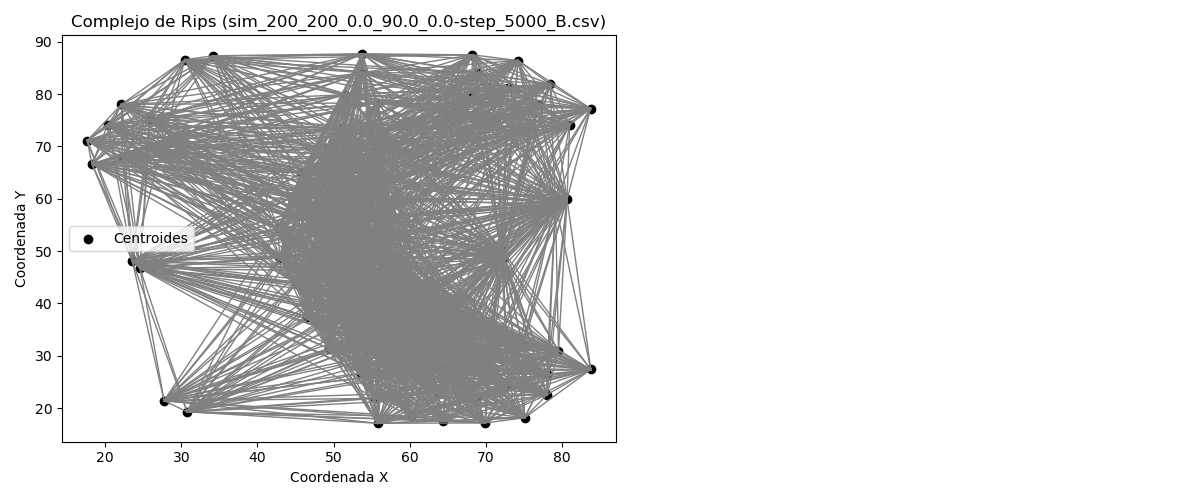 Complejo de Rips (sim_200_200_0.0_90.0_0.0-step_5000_B.csv)
90
80
70
60
50
40
30
20
Coordenada Y
Centroides
20 30 40 50 60 70 80
Coordenada X